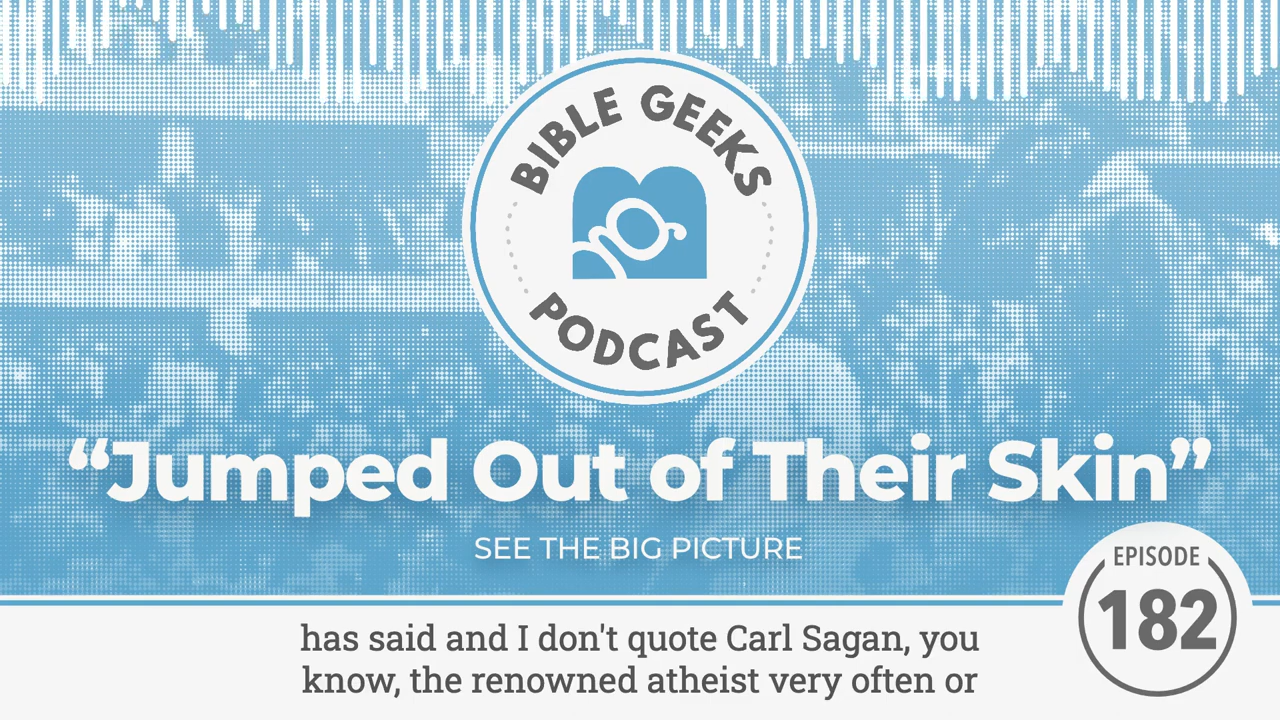 BIBLE GEEKS
PODCAST
“Jumped Out of Their Skin”
SEE THE BIG PICTURE
EPISODE
182
has said and I don't quote Carl Sagan, you
know, the renowned atheist very often or